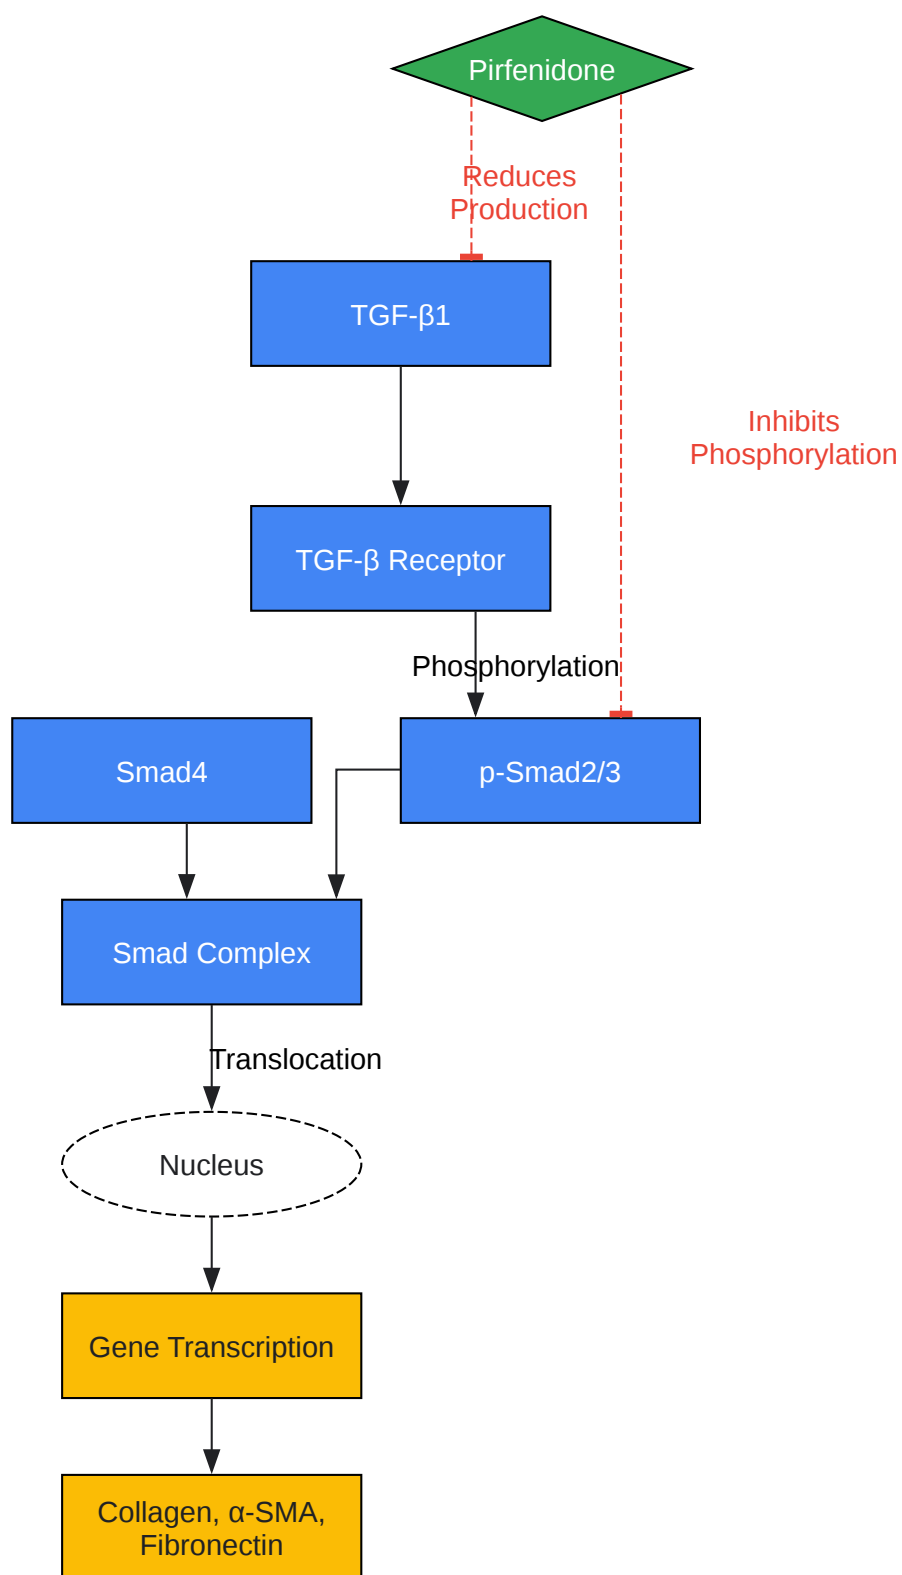 Pirfenidone
Reduces
Production
TGF-β1
Inhibits
Phosphorylation
TGF-β Receptor
Phosphorylation
Smad4
p-Smad2/3
Smad Complex
Translocation
Nucleus
Gene Transcription
Collagen, α-SMA,
Fibronectin